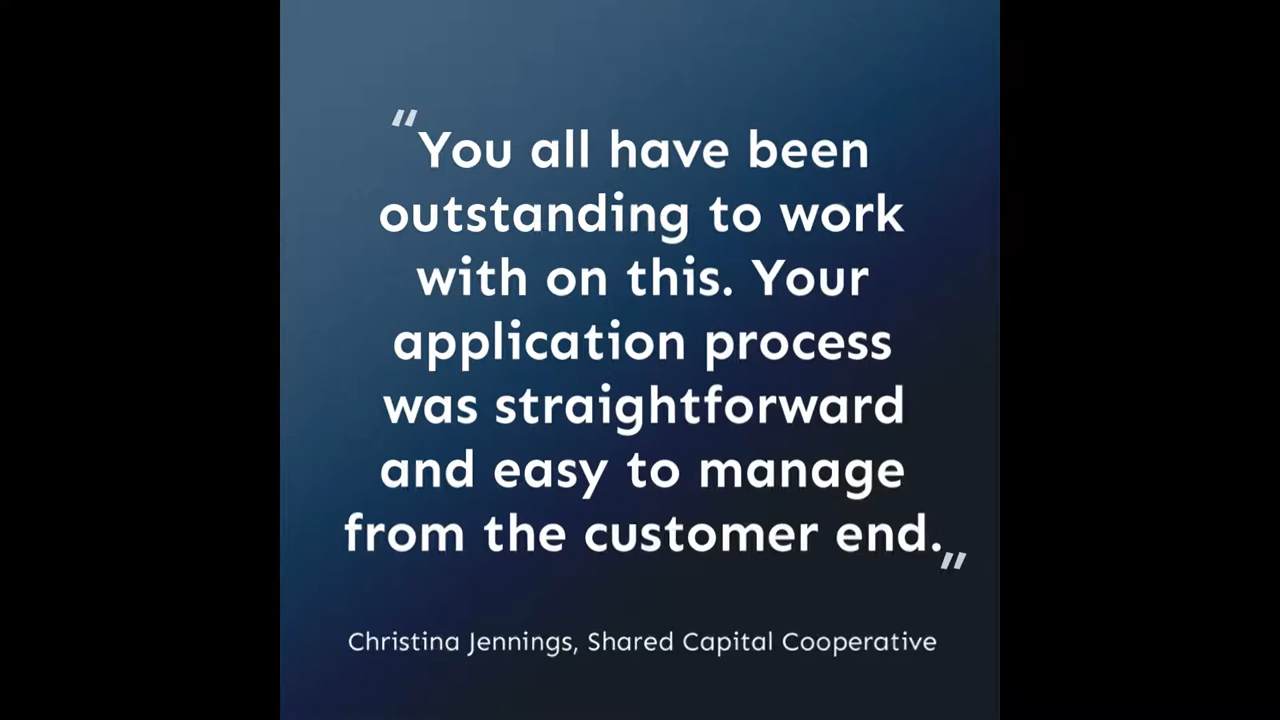 "You all have been
outstanding to work
with on this. Your
application process
was straightforward
and easy to manage
from the customer end."
Christina Jennings, Shared Capital Cooperative